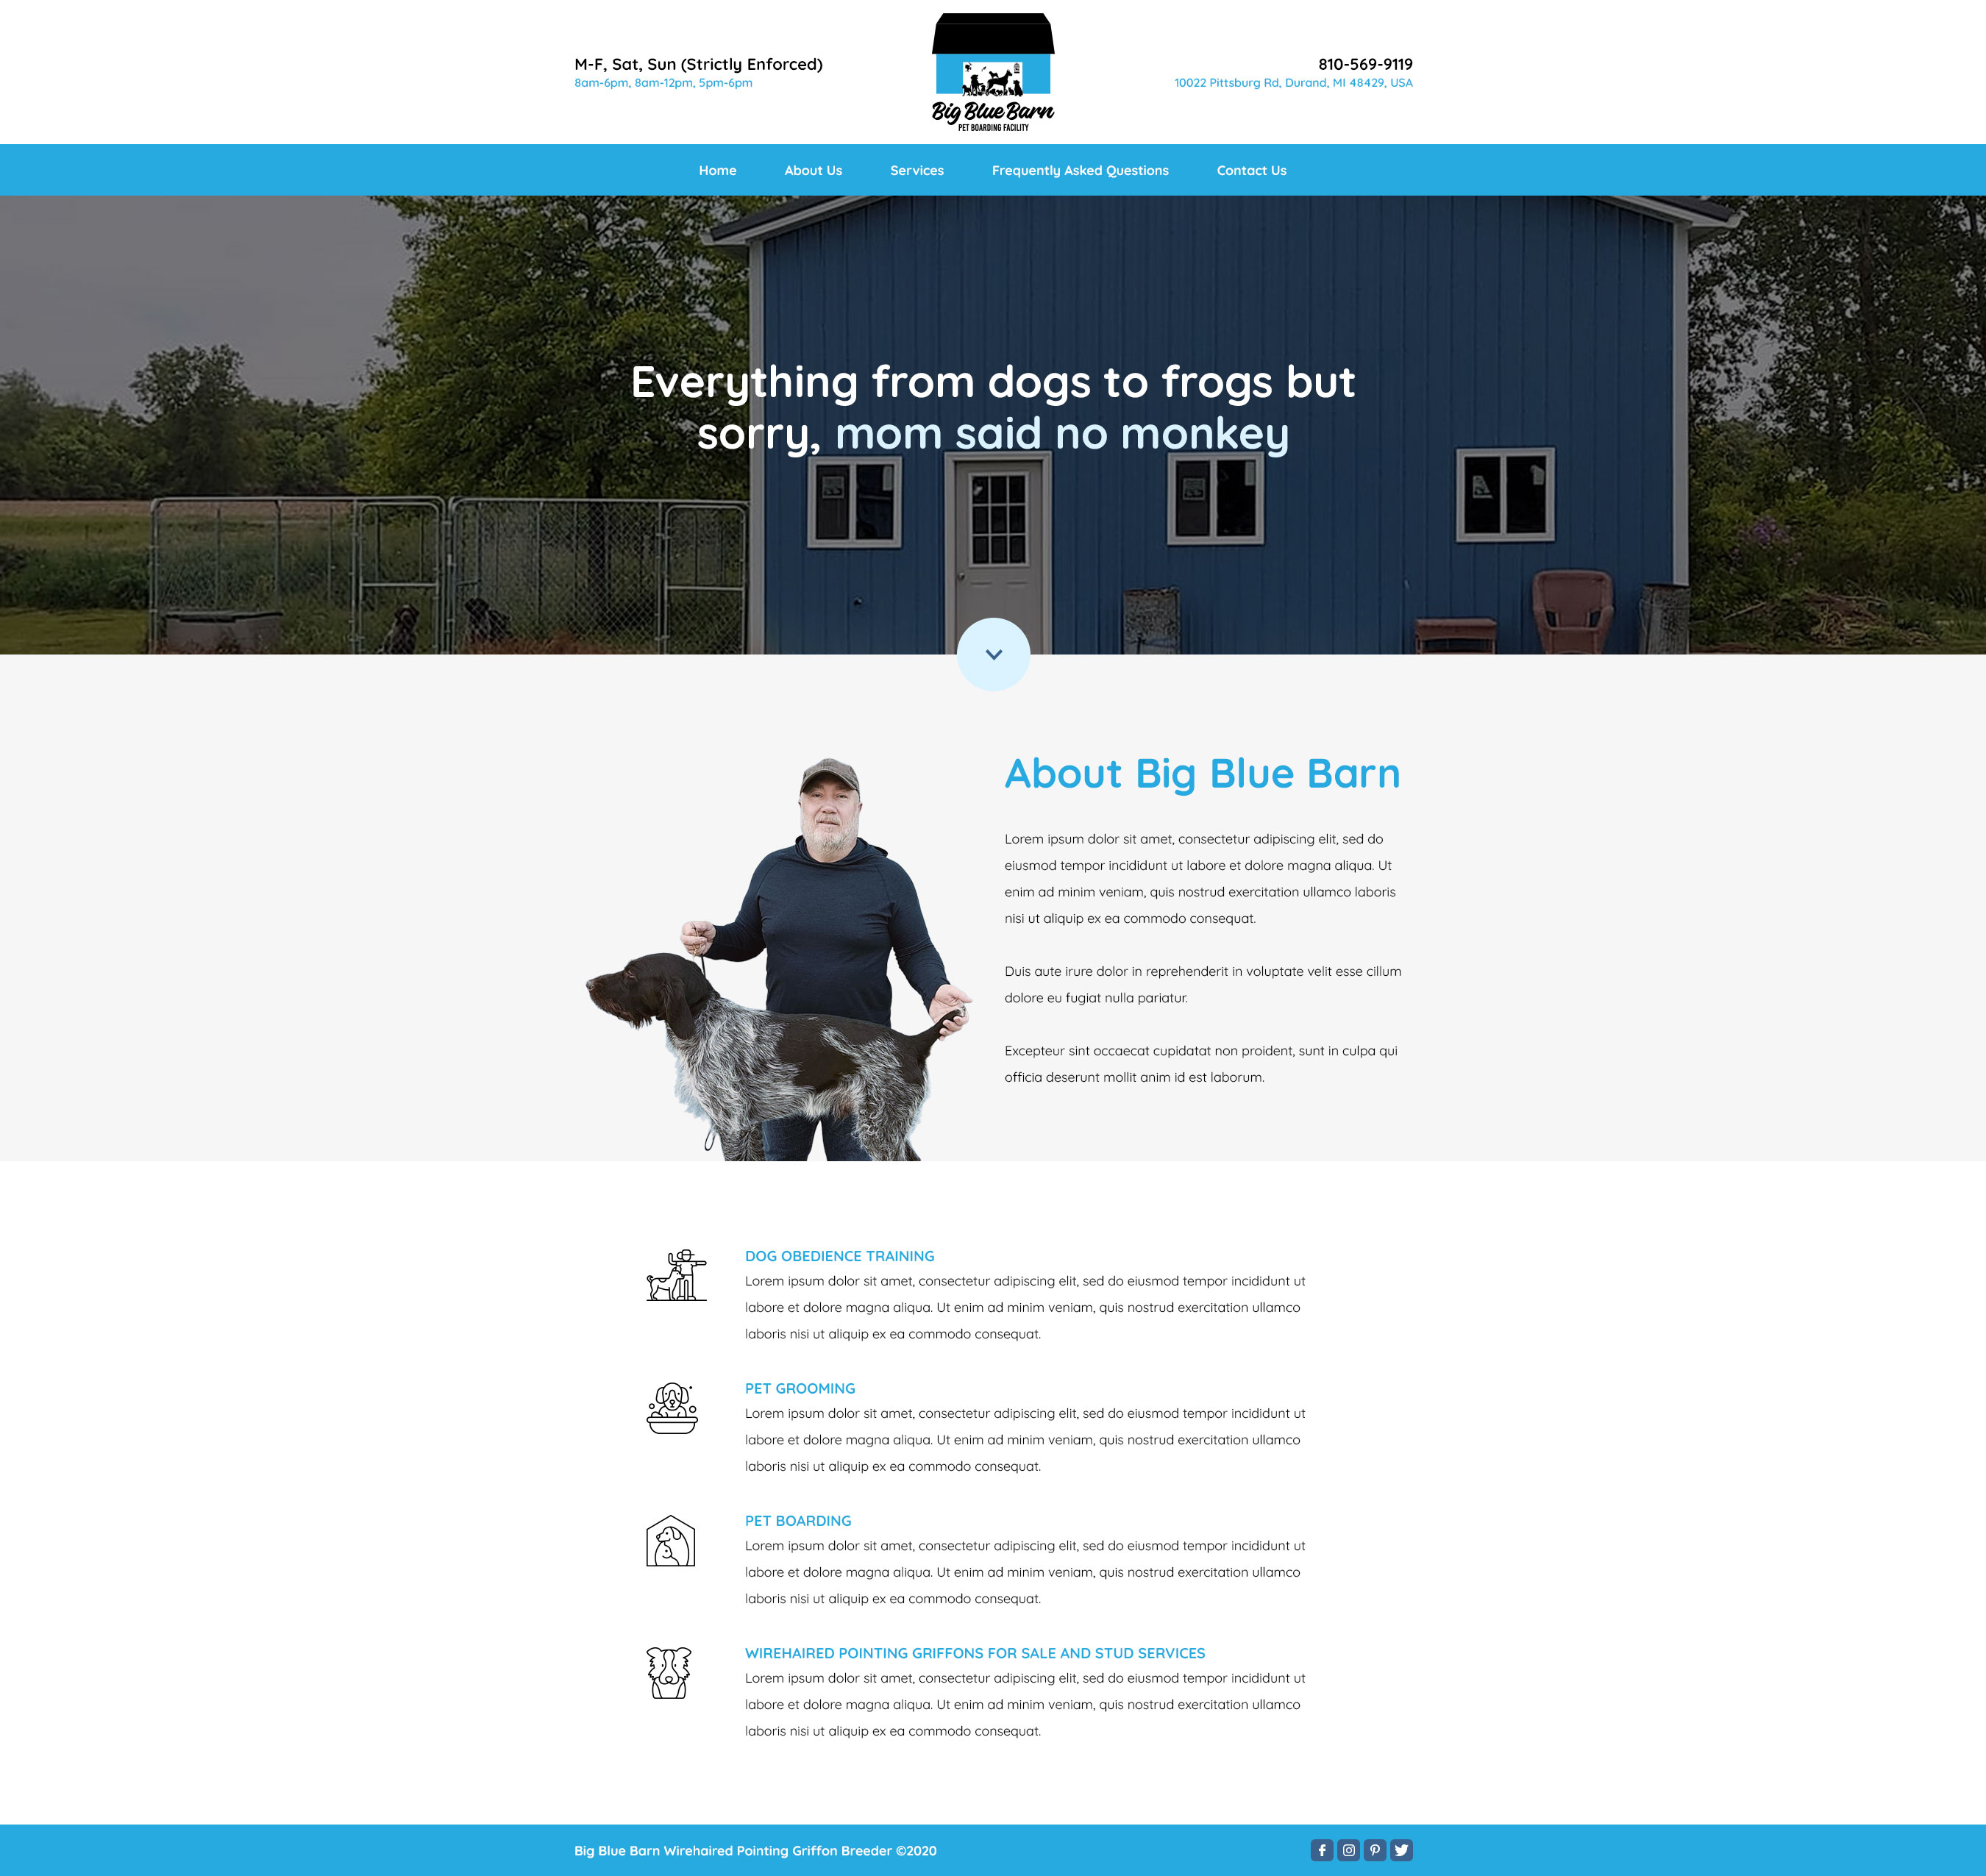 M-F, Sat, Sun (Strictly Enforced)
8am-6pm, 8am-12pm, 5pm-6pm
Big Blue Barn
PET BOARDING FACILITY
810-569-9119
10022 Pittsburg Rd, Durand, MI 48429, USA
Home About Us Services Frequently Asked Questions Contact Us
Everything from dogs to frogs but
sorry, mom said no monkey
About Big Blue Barn
Lorem ipsum dolor sit amet, consectetur adipiscing elit, sed do
eiusmod tempor incididunt ut labore et dolore magna aliqua. Ut
enim ad minim veniam, quis nostrud exercitation ullamco laboris
nisi ut aliquip ex ea commodo consequat.
Duis aute irure dolor in reprehenderit in voluptate velit esse cillum
dolore eu fugiat nulla pariatur.
Excepteur sint occaecat cupidatat non proident, sunt in culpa qui
officia deserunt mollit anim id est laborum.
DOG OBEDIENCE TRAINING
Lorem ipsum dolor sit amet, consectetur adipiscing elit, sed do eiusmod tempor incididunt ut
labore et dolore magna aliqua. Ut enim ad minim veniam, quis nostrud exercitation ullamco
laboris nisi ut aliquip ex ea commodo consequat.
PET GROOMING
Lorem ipsum dolor sit amet, consectetur adipiscing elit, sed do eiusmod tempor incididunt ut
labore et dolore magna aliqua. Ut enim ad minim veniam, quis nostrud exercitation ullamco
laboris nisi ut aliquip ex ea commodo consequat.
PET BOARDING
Lorem ipsum dolor sit amet, consectetur adipiscing elit, sed do eiusmod tempor incididunt ut
labore et dolore magna aliqua. Ut enim ad minim veniam, quis nostrud exercitation ullamco
laboris nisi ut aliquip ex ea commodo consequat.
WIREHAIRED POINTING GRIFFONS FOR SALE AND STUD SERVICES
Lorem ipsum dolor sit amet, consectetur adipiscing elit, sed do eiusmod tempor incididunt ut
labore et dolore magna aliqua. Ut enim ad minim veniam, quis nostrud exercitation ullamco
laboris nisi ut aliquip ex ea commodo consequat.
Big Blue Barn Wirehaired Pointing Griffon Breeder ©2020